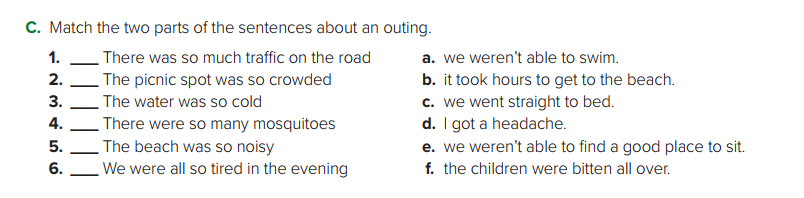 C. Match the two parts of the sentences about an outing.
1. ___ There was so much traffic on the road a. we weren't able to swim.
2. ___ The picnic spot was so crowded b. it took hours to get to the beach.
3. ___ The water was so cold c. we went straight to bed.
4. ___ There were so many mosquitoes d. I got a headache.
5. ___ The beach was so noisy e. we weren't able to find a good place to sit.
6. ___ We were all so tired in the evening f. the children were bitten all over.